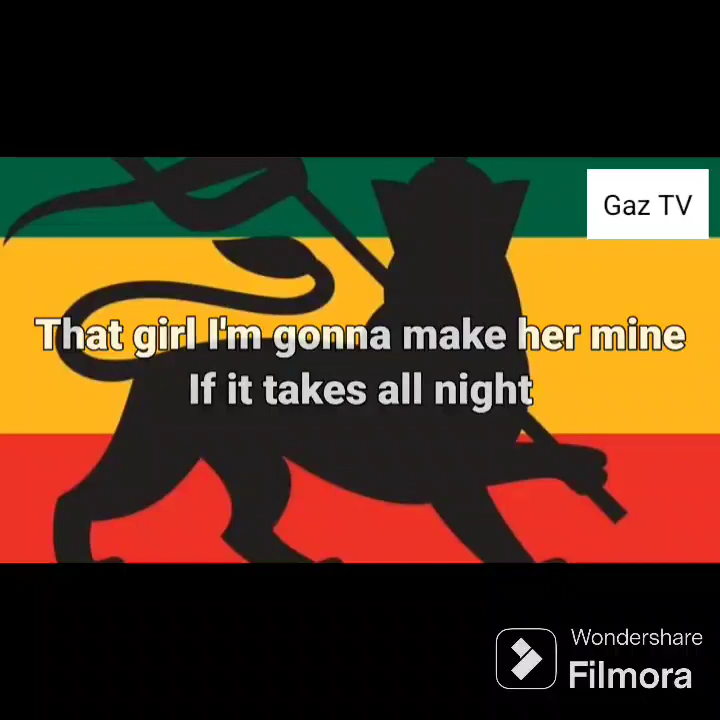 Gaz TV
That girl I'm gonna make her mine
If it takes all night
Wondershare
Filmora